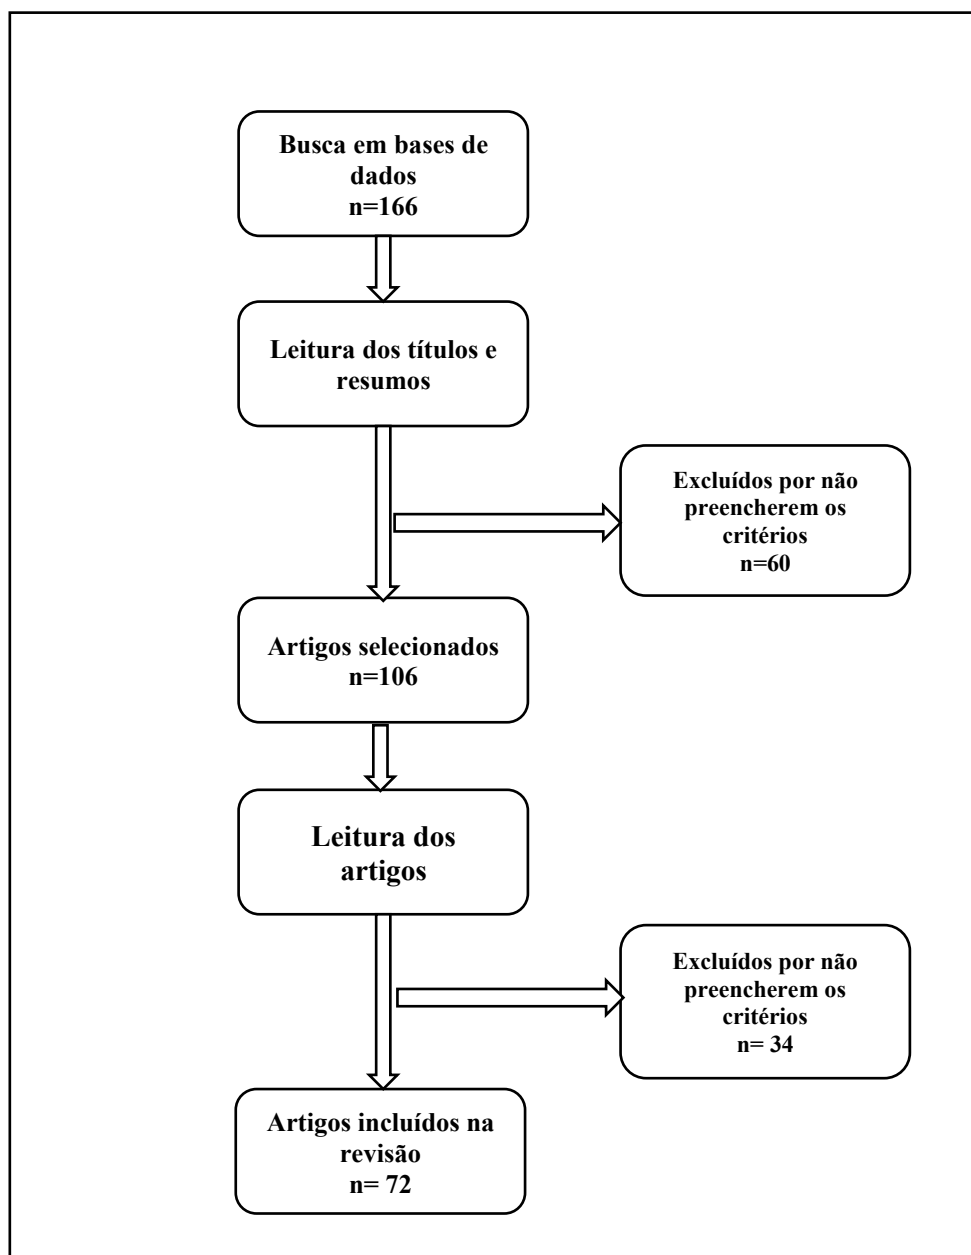 Busca em bases de
dados
n=166
Leitura dos títulos e
resumos
Excluídos por não
preencherem os
critérios
n=60
Artigos selecionados
n=106
Leitura dos
artigos
Excluídos por não
preencherem os
critérios
n= 34
Artigos incluídos na
revisão
n= 72